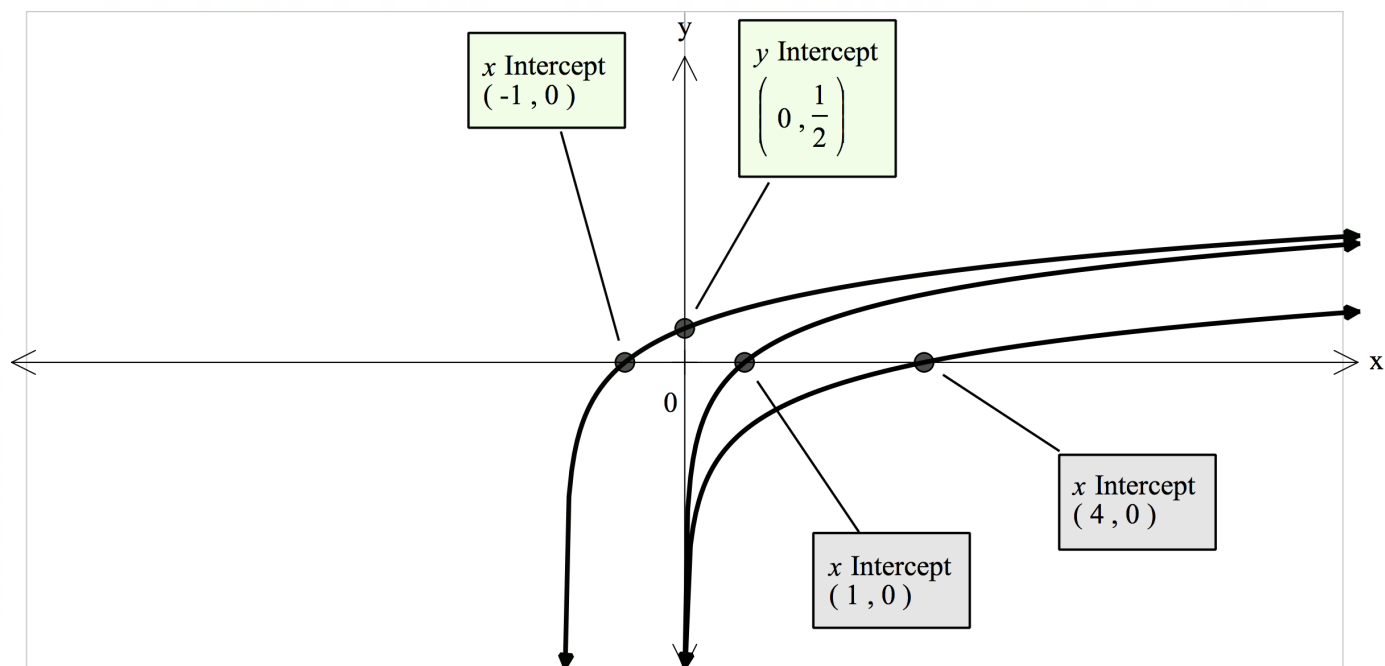 y
x Intercept
( -1 , 0 )
y Intercept
( 0 , 1/2 )
x
0
x Intercept
( 4 , 0 )
x Intercept
( 1 , 0 )